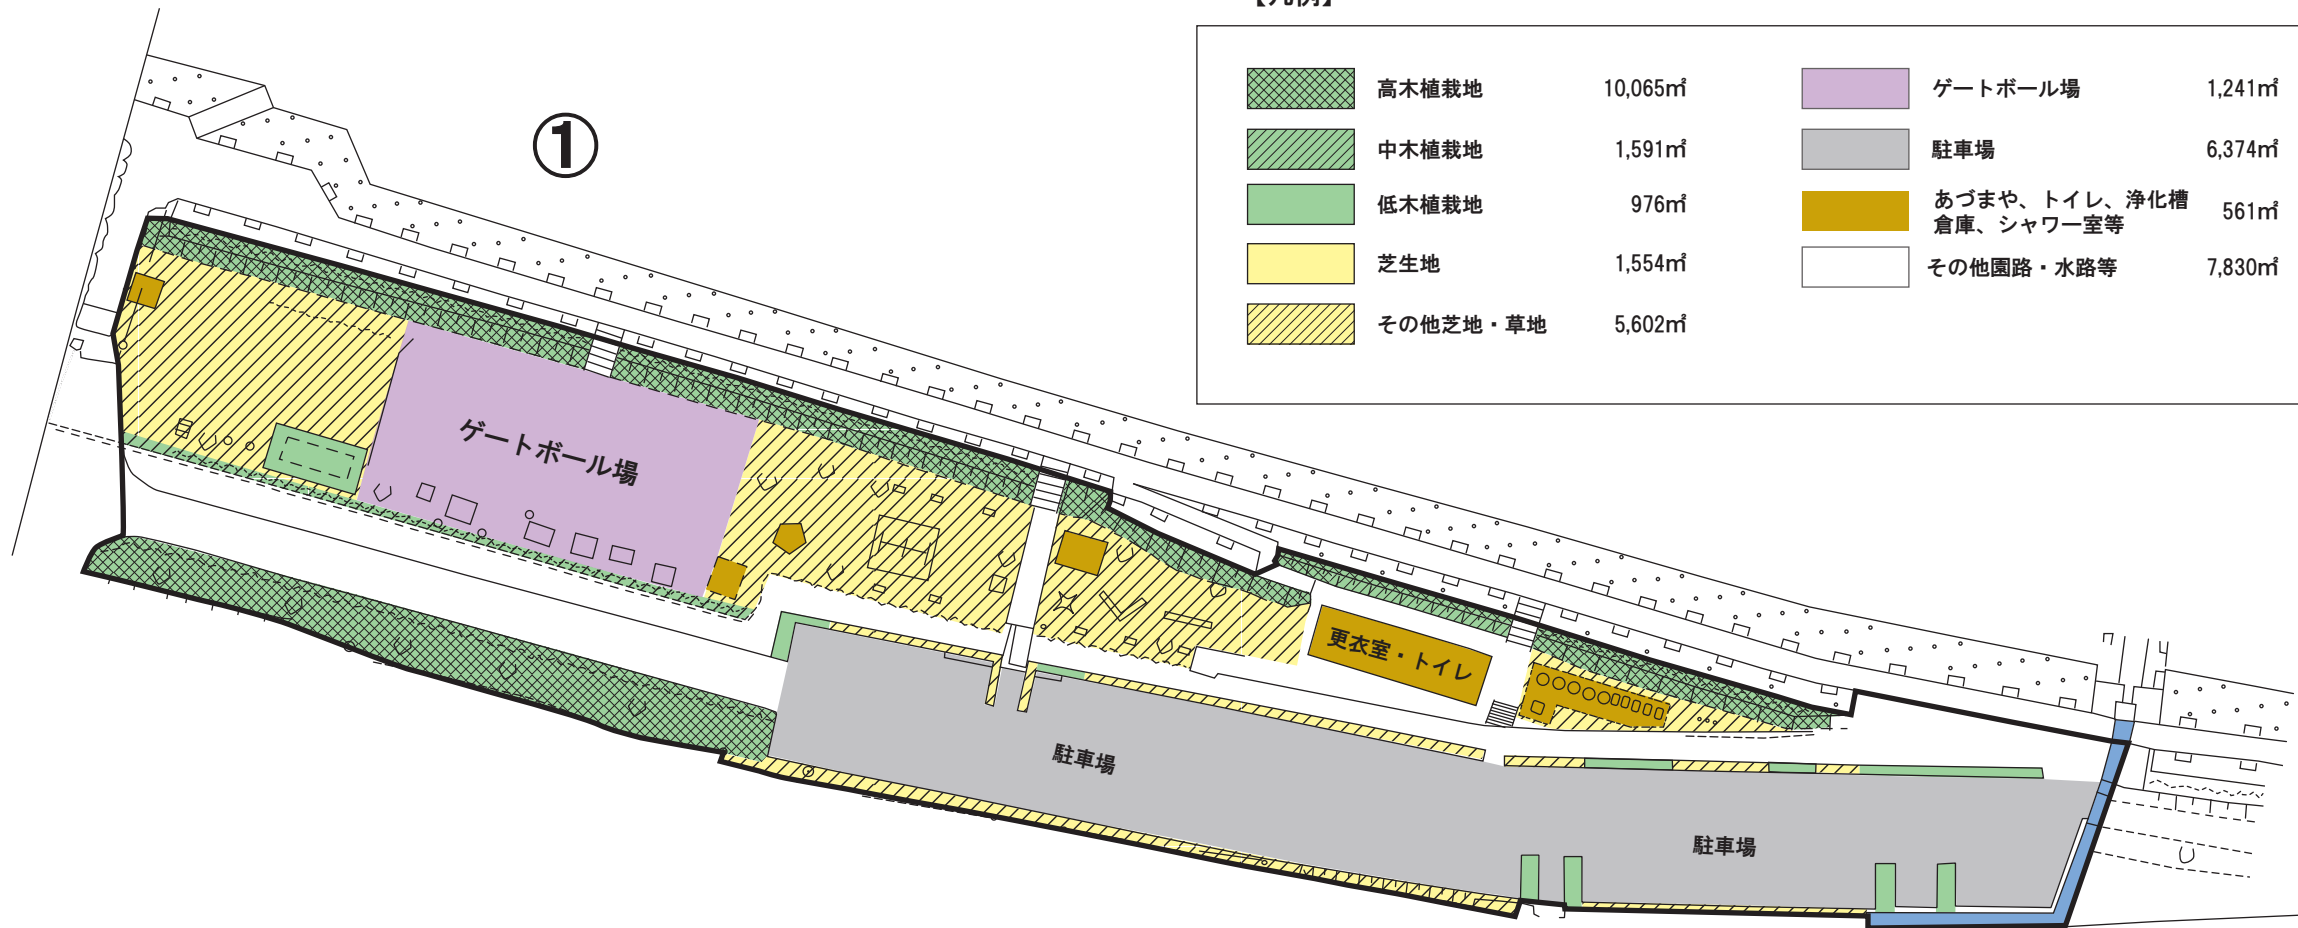 【凡例】
①
高木植栽地 10,065㎡
中木植栽地 1,591㎡
低木植栽地 976㎡
芝生地 1,554㎡
その他芝地・草地 5,602㎡
ゲートボール場 1,241㎡
駐車場 6,374㎡
あづまや、トイレ、浄化槽
倉庫、シャワー室等 561㎡
その他園路・水路等 7,830㎡
ゲートボール場
更衣室・トイレ
駐車場
駐車場